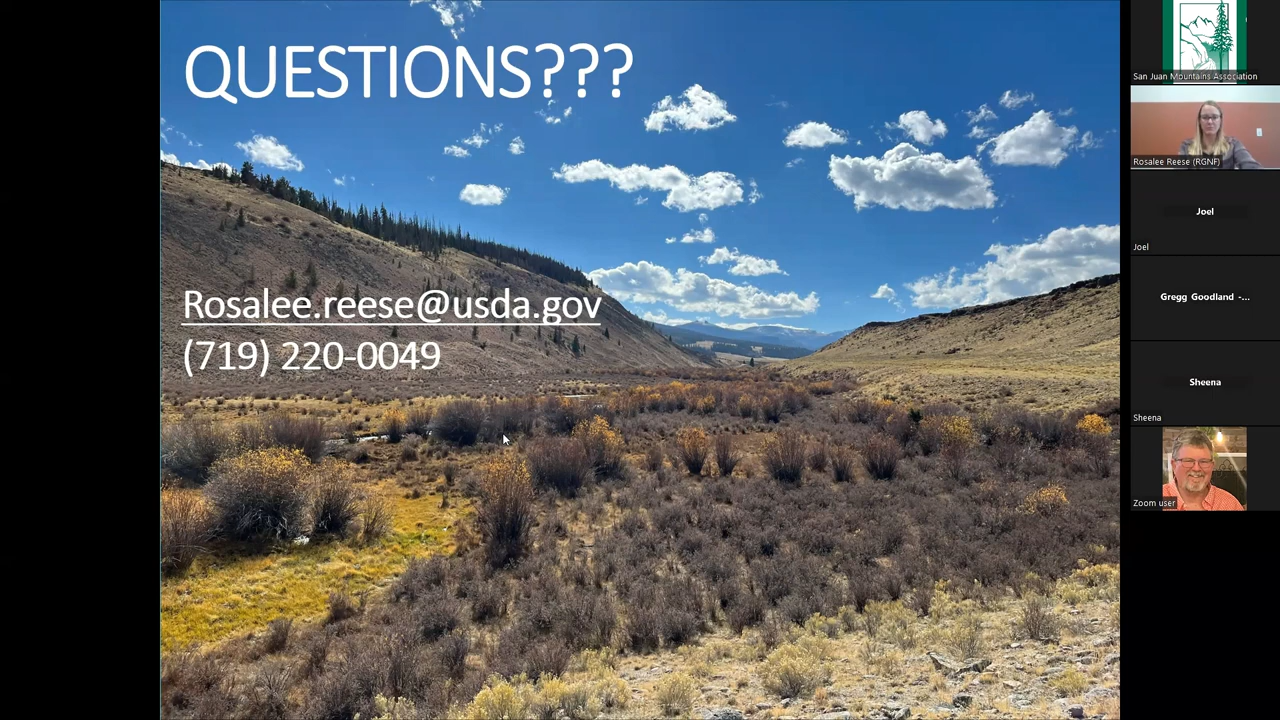 QUESTIONS???
Rosalee.reese@usda.gov
(719) 220-0049
San Juan Mountains Association
Rosalee Reese (RGNF)
Joel
Joel
Gregg Goodland -...
Sheena
Sheena
Zoom user